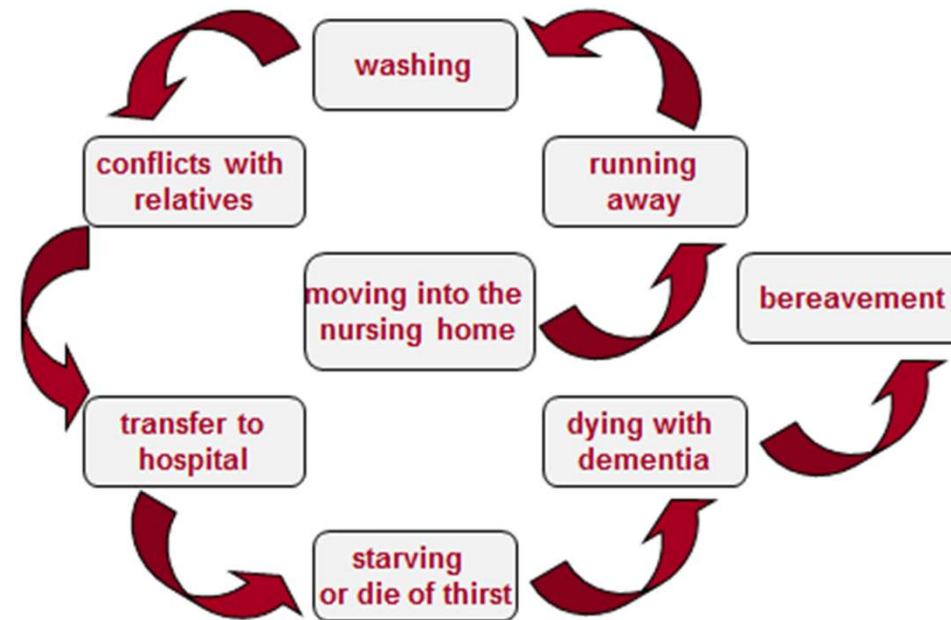 washing
conflicts with
relatives
running
away
moving into the
nursing home
bereavement
transfer to
hospital
dying with
dementia
starving
or die of thirst